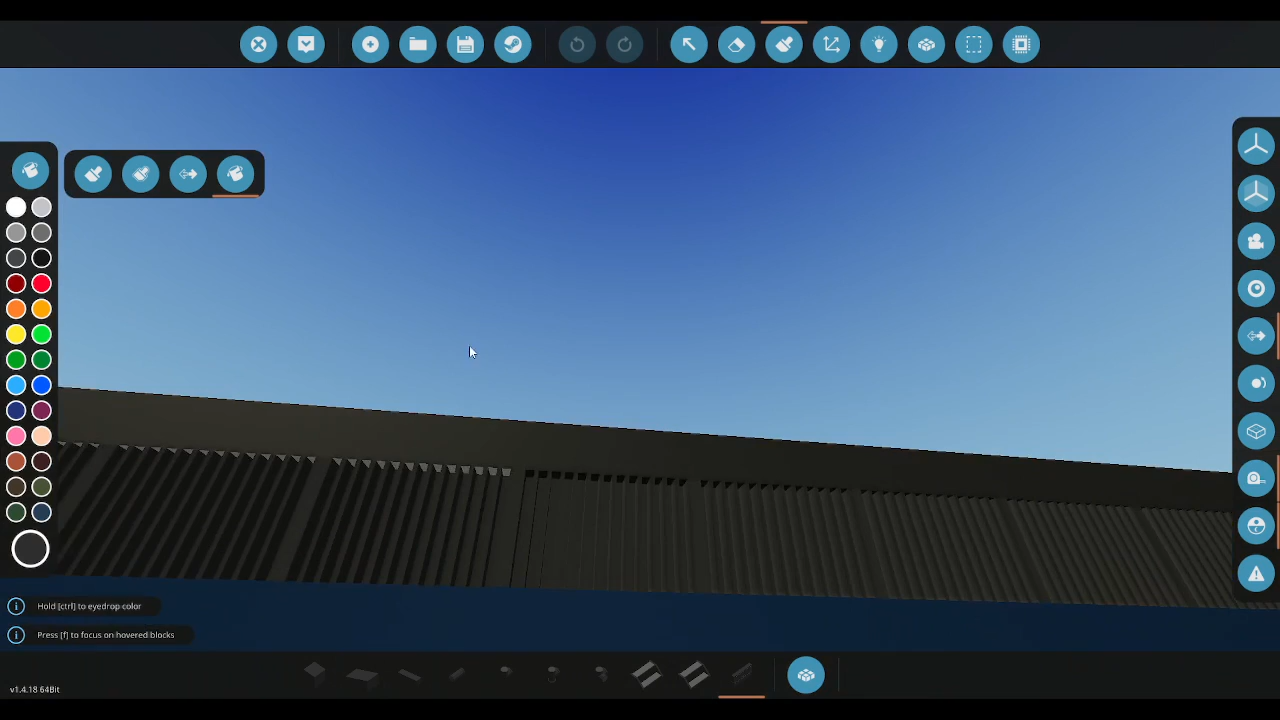 Hold [ctrl] to eyedrop color
Press [f] to focus on hovered blocks
v1.4.18 64Bit